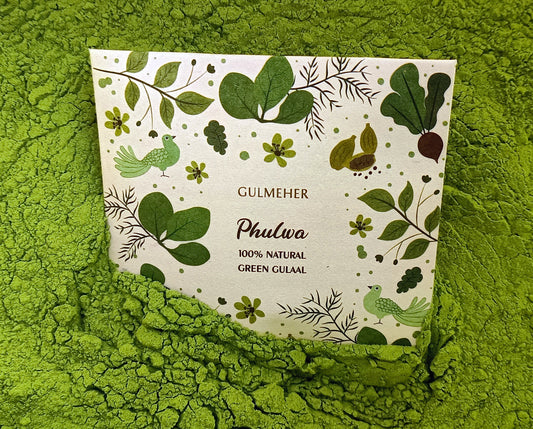 GULMEHER
Phulwa
100% NATURAL
GREEN GULAAL